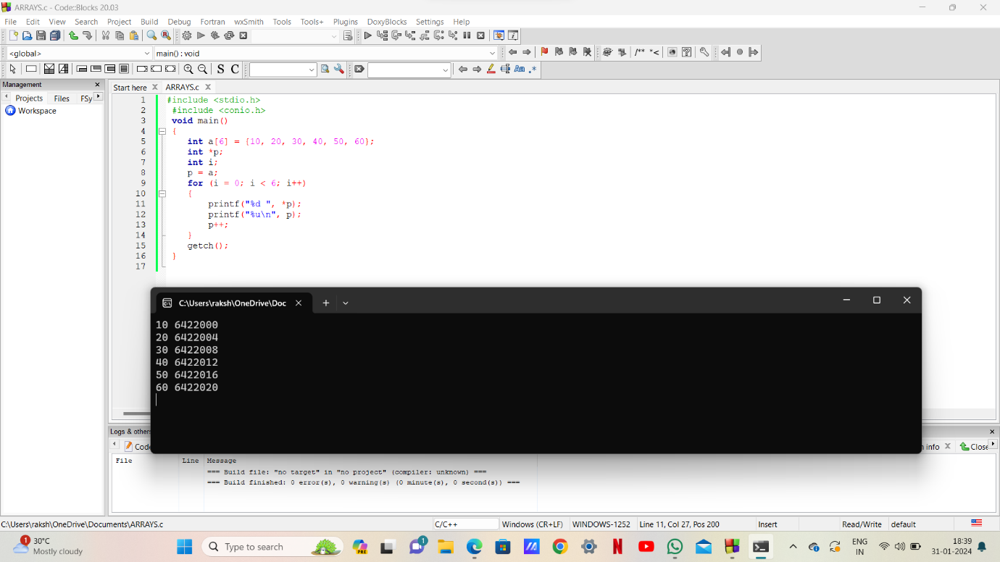 ARRAYS.c - Code::Blocks 20.03
File Edit View Search Project Build Debug Fortran wxSmith Tools Tools+ Plugins DoxyBlocks Settings Help
<global> main() : void
/** *<
S C Aa .*
Management
Projects Files FSy
Workspace
Start here ARRAYS.c
1 #include <stdio.h>
2 #include <conio.h>
3 void main()
4 {
5 int a[6] = {10, 20, 30, 40, 50, 60};
6 int *p;
7 int i;
8 p = a;
9 for (i = 0; i < 6; i++)
10 {
11 printf("%d ", *p);
12 printf("%u\n", p);
13 p++;
14 }
15 getch();
16 }
17
C:\Users\raksh\OneDrive\Doc
10 6422000
20 6422004
30 6422008
40 6422012
50 6422016
60 6422020
Logs & others
Code
info Close
File Line Message
=== Build file: "no target" in "no project" (compiler: unknown) ===
=== Build finished: 0 error(s), 0 warning(s) (0 minute(s), 0 second(s)) ===
C:\Users\raksh\OneDrive\Documents\ARRAYS.c C/C++ Windows (CR+LF) WINDOWS-1252 Line 11, Col 27, Pos 200 Insert Read/Write default
1 30°C
Mostly cloudy
Type to search
PRE
1
N
ENG
IN
18:39
31-01-2024